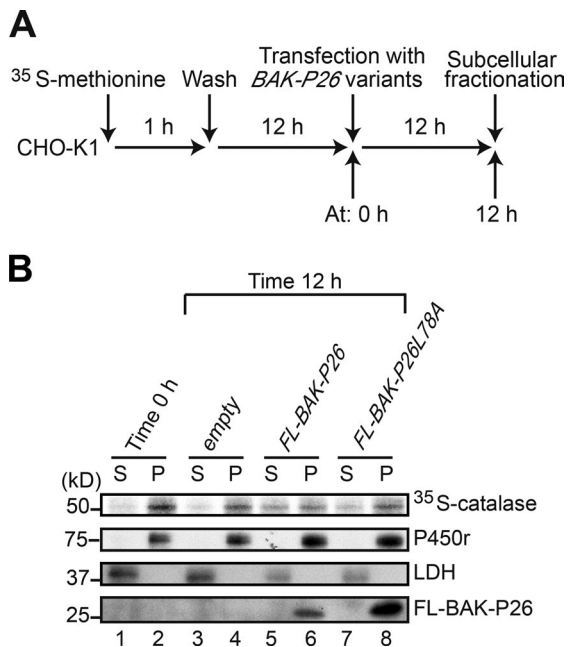 A
Transfection with
Subcellular
³⁵S-methionine Wash BAK-P26 variants fractionation
1 h 12 h 12 h
CHO-K1
At: 0 h 12 h
B
Time 12 h
Time 0 h empty FL-BAK-P26 FL-BAK-P26L78A
(kD) S P S P S P S P
50 ³⁵S-catalase
75 P450r
37 LDH
25 FL-BAK-P26
1 2 3 4 5 6 7 8